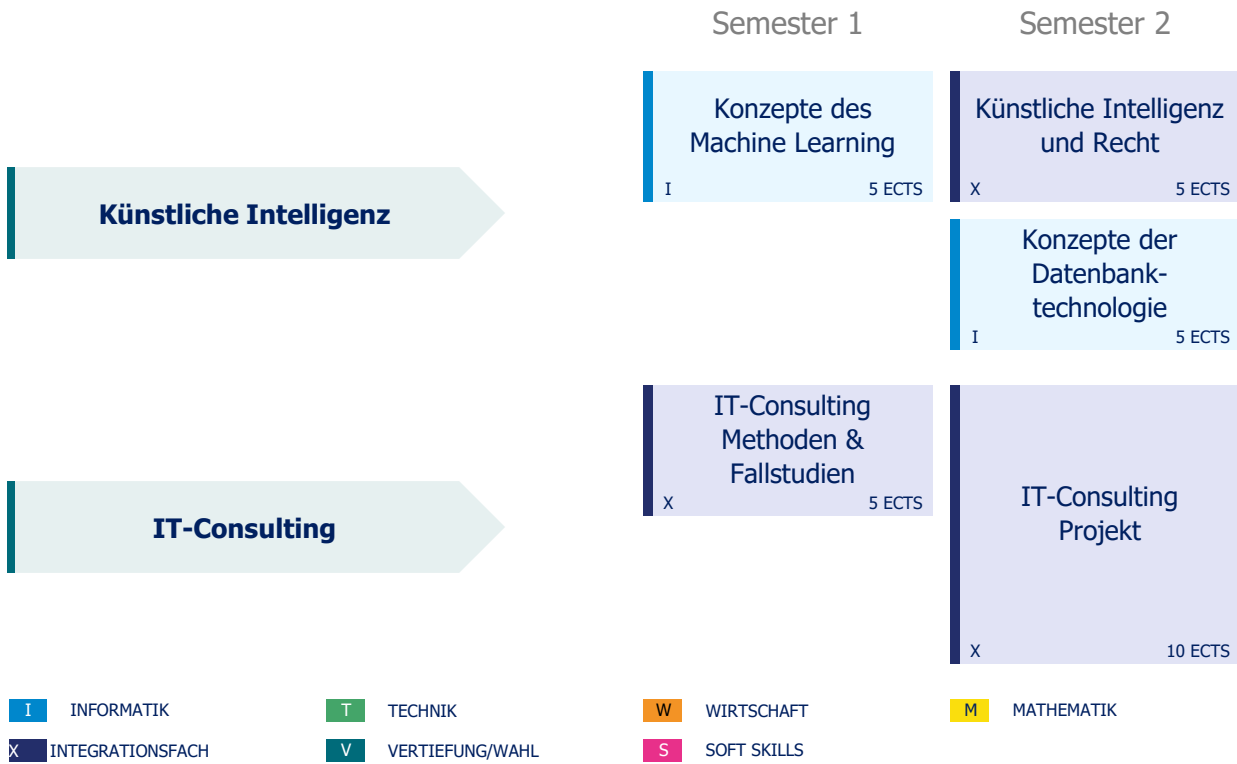 Semester 1
Semester 2
Konzepte des
Machine Learning
I
5 ECTS
Künstliche Intelligenz
und Recht
X
5 ECTS
Künstliche Intelligenz
Konzepte der
Datenbank-
technologie
I
5 ECTS
IT-Consulting
Methoden &
Fallstudien
X
5 ECTS
IT-Consulting
IT-Consulting
Projekt
X
10 ECTS
I INFORMATIK
T TECHNIK
W WIRTSCHAFT
M MATHEMATIK
X INTEGRATIONSFACH
V VERTIEFUNG/WAHL
S SOFT SKILLS